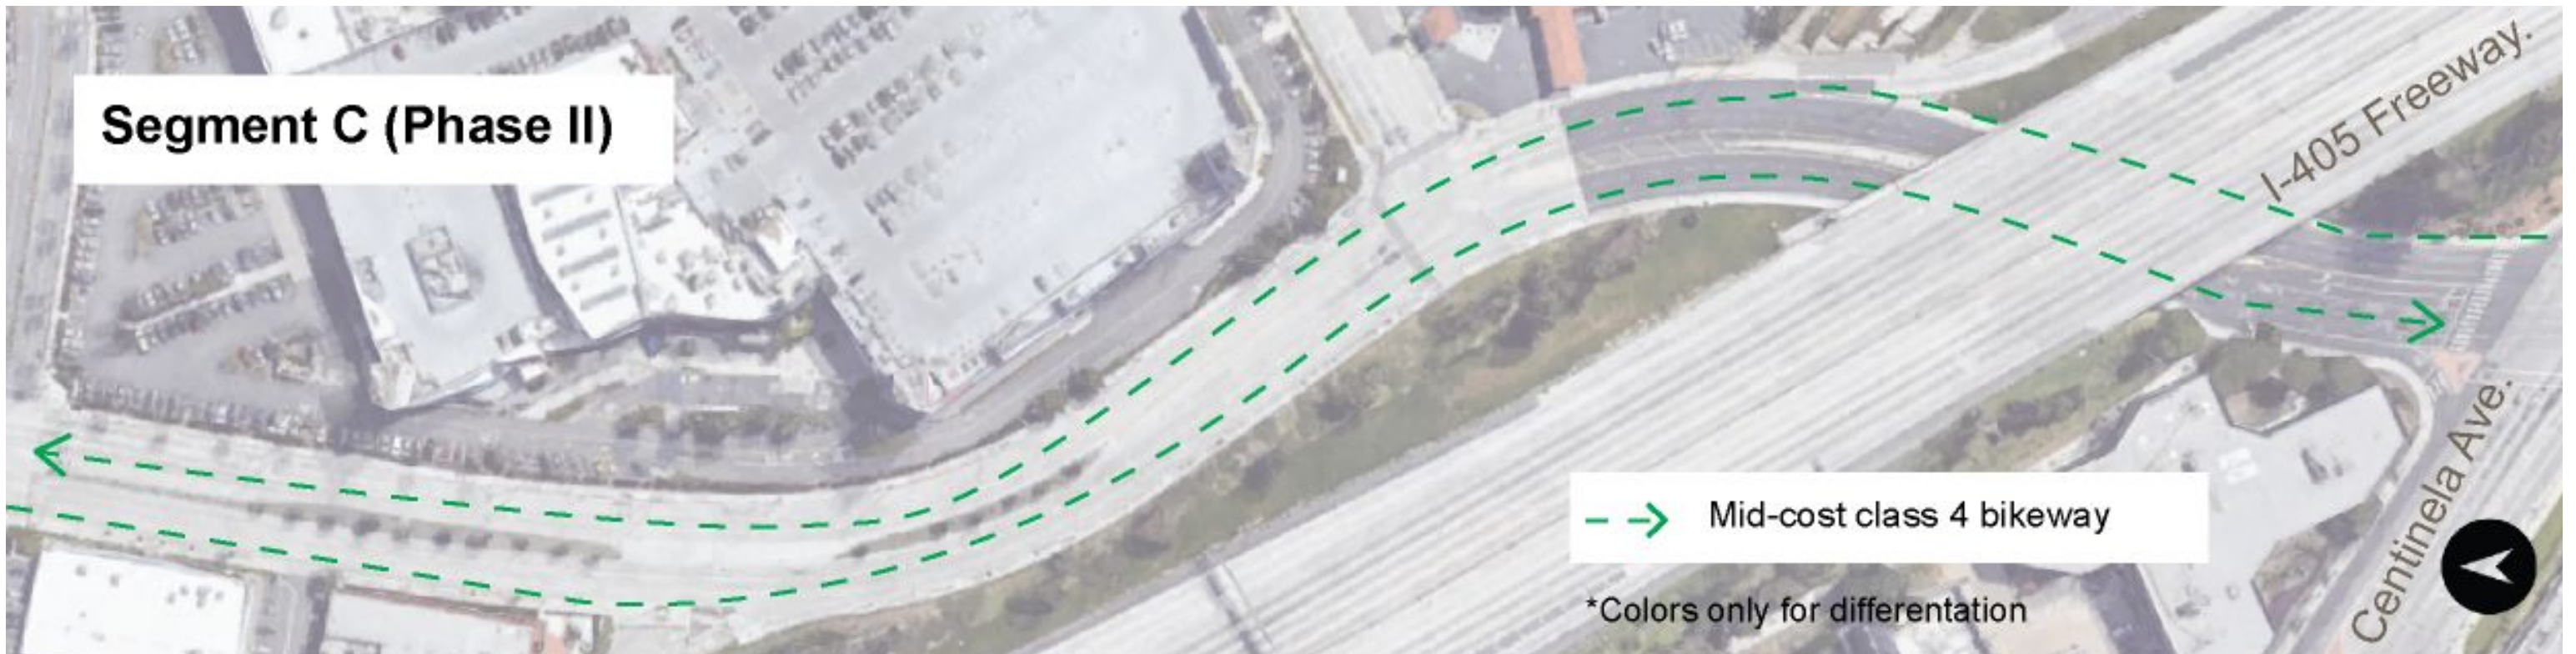 Segment C (Phase II)
I-405 Freeway.
Centinela Ave.
Mid-cost class 4 bikeway
*Colors only for differentation